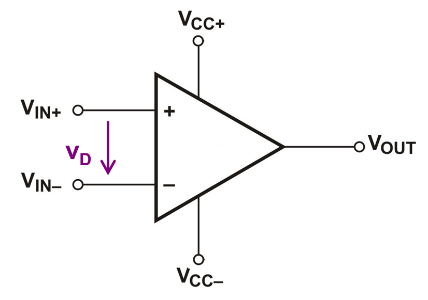 VCC+
VIN+
+
vD
VIN–
–
VOUT
VCC–